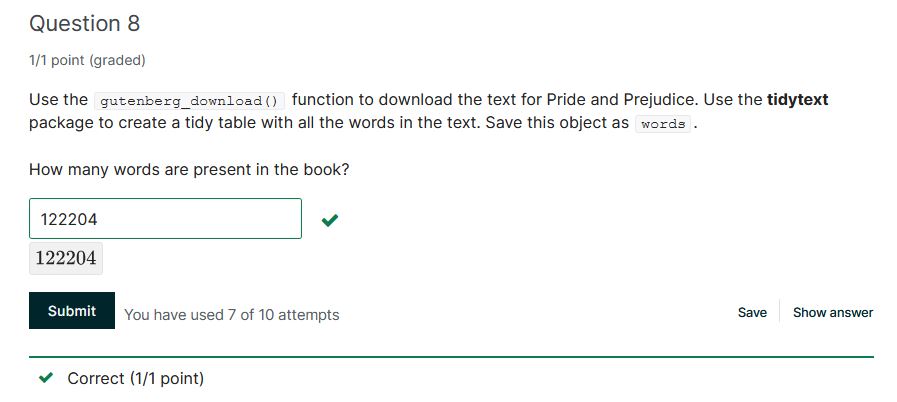 Question 8
1/1 point (graded)
Use the gutenberg_download() function to download the text for Pride and Prejudice. Use the tidytext
package to create a tidy table with all the words in the text. Save this object as words .
How many words are present in the book?
122204
122204
Submit You have used 7 of 10 attempts Save Show answer
Correct (1/1 point)